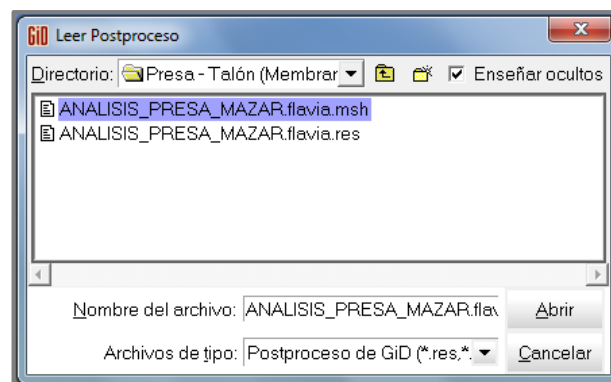 GiD Leer Postproceso
Directorio: Presa - Talón (Membrar Enseñar ocultos
ANALISIS_PRESA_MAZAR.flavia.msh
ANALISIS_PRESA_MAZAR.flavia.res
Nombre del archivo: ANALISIS_PRESA_MAZAR.fla Abrir
Archivos de tipo: Postproceso de GiD (*.res,*. Cancelar